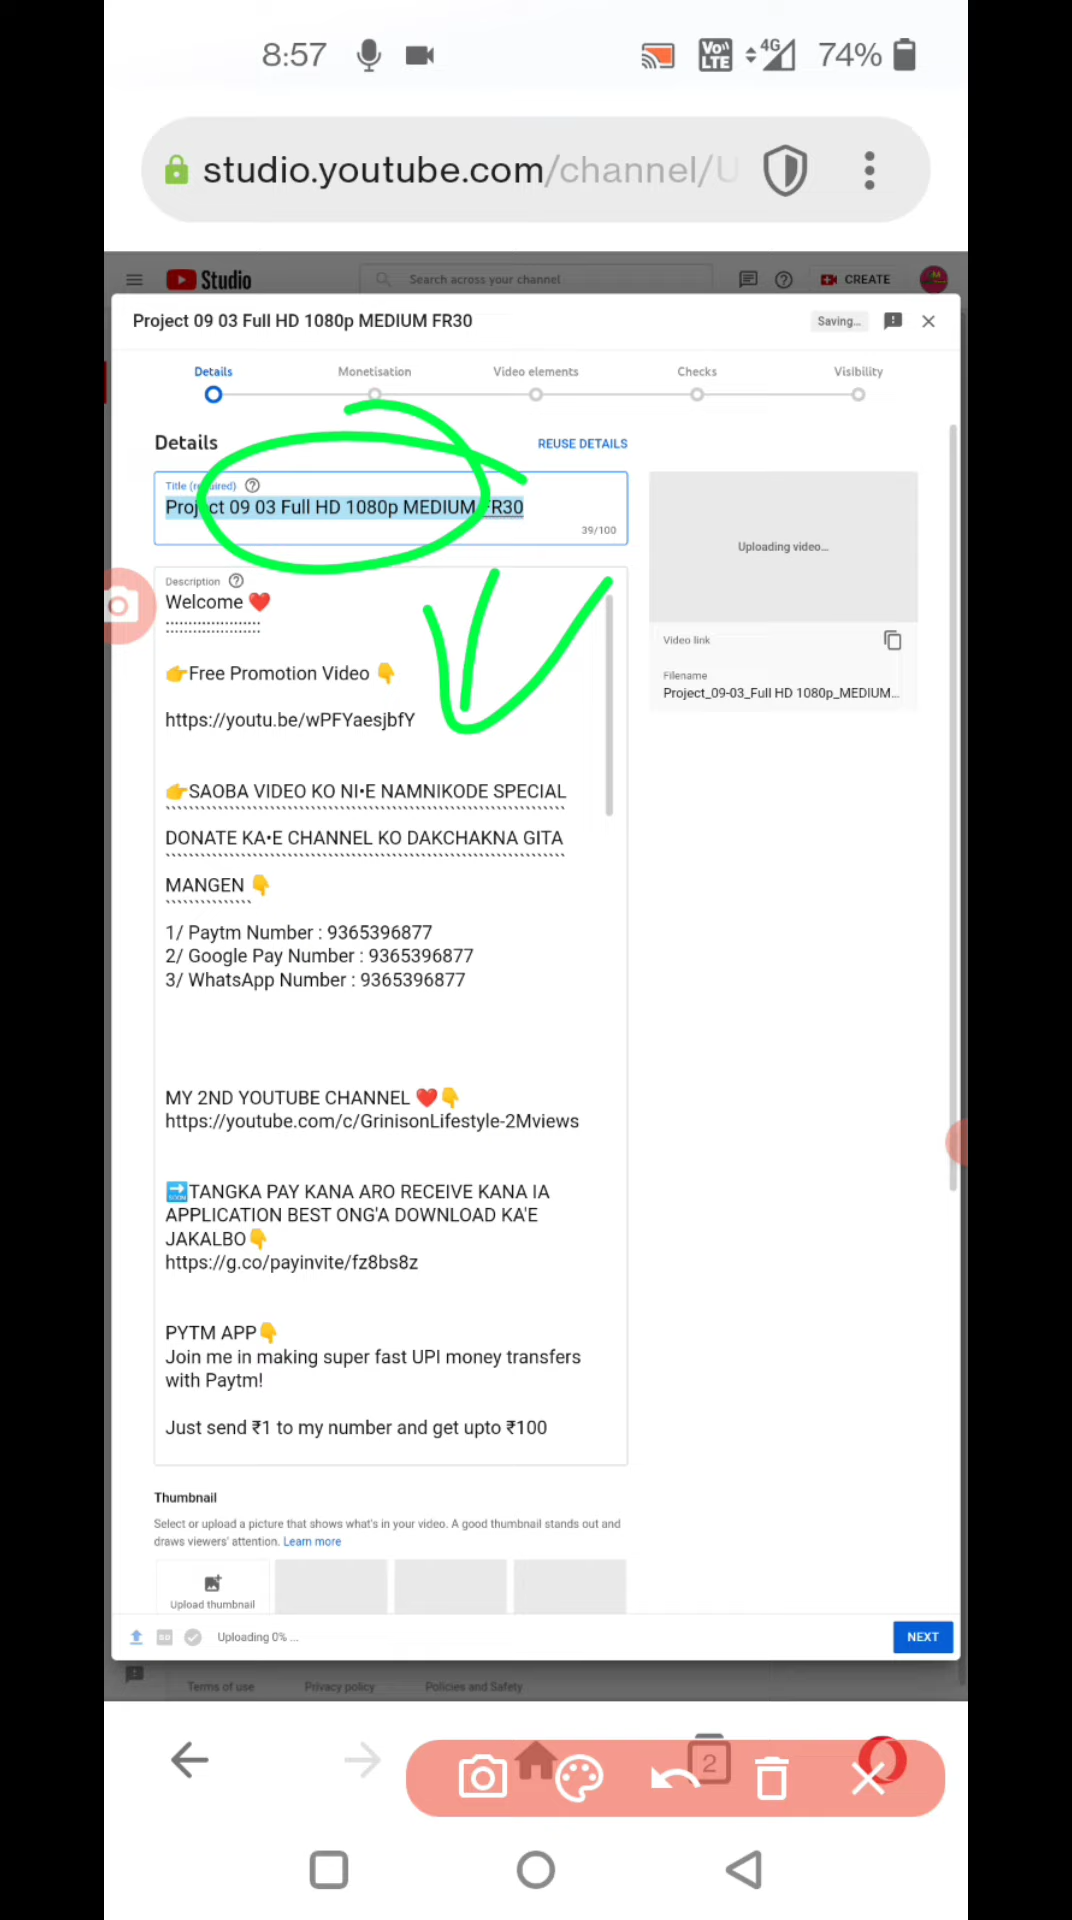 8:57
VoLTE 4G 74%
studio.youtube.com/channel/U
Studio
Search across your channel
CREATE
Project 09 03 Full HD 1080p MEDIUM FR30
Saving...
Details Monetisation Video elements Checks Visibility
Details
REUSE DETAILS
Title (required)
Project 09 03 Full HD 1080p MEDIUM FR30
39/100
Uploading video...
Video link
Filename
Project_09-03_Full HD 1080p_MEDIUM...
Description
Welcome ❤️
👉Free Promotion Video 👇
https://youtu.be/wPFYaesjbfY
👉SAOBA VIDEO KO NI•E NAMNIKODE SPECIAL
DONATE KA•E CHANNEL KO DAKCHAKNA GITA
MANGEN 👇
1/ Paytm Number : 9365396877
2/ Google Pay Number : 9365396877
3/ WhatsApp Number : 9365396877
MY 2ND YOUTUBE CHANNEL ❤️👇
https://youtube.com/c/GrinisonLifestyle-2Mviews
🔜TANGKA PAY KANA ARO RECEIVE KANA IA
APPLICATION BEST ONG'A DOWNLOAD KA'E
JAKALBO👇
https://g.co/payinvite/fz8bs8z
PYTM APP👇
Join me in making super fast UPI money transfers
with Paytm!
Just send ₹1 to my number and get upto ₹100
Thumbnail
Select or upload a picture that shows what's in your video. A good thumbnail stands out and
draws viewers' attention. Learn more
Upload thumbnail
Uploading 0% ...
NEXT
Terms of use Privacy policy Policies and Safety
2